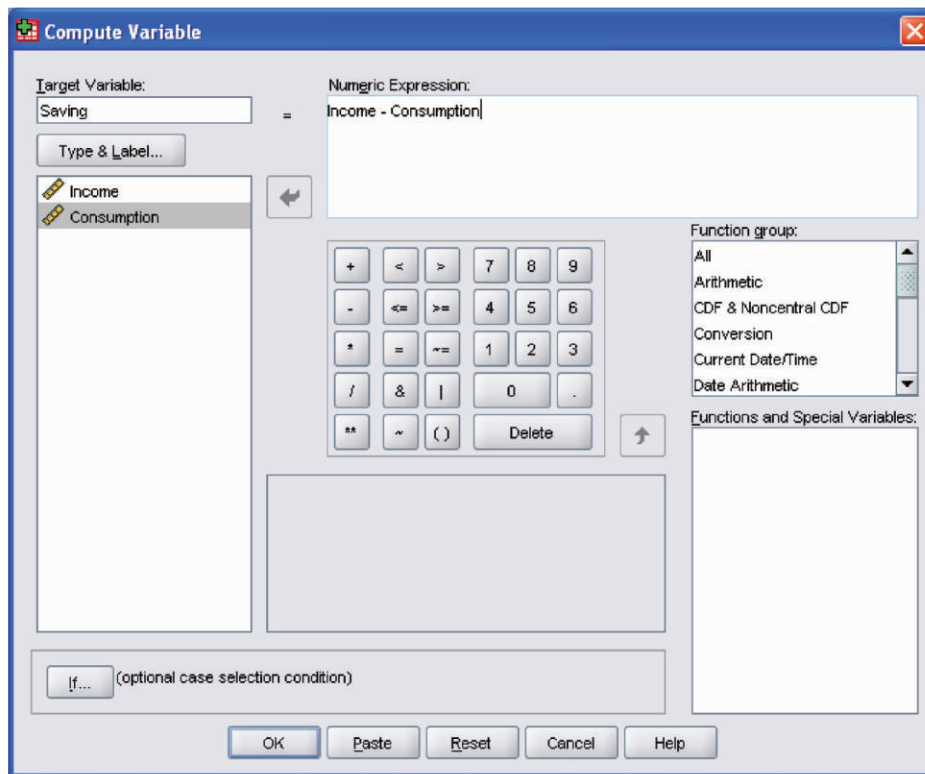 Compute Variable
Target Variable:
Saving
=
Numeric Expression:
Income - Consumption
Type & Label...
Income
Consumption
+ < > 7 8 9
- <= >= 4 5 6
* = ~= 1 2 3
/ & | 0 .
** ~ ( ) Delete
Function group:
All
Arithmetic
CDF & Noncentral CDF
Conversion
Current Date/Time
Date Arithmetic
Functions and Special Variables:
If...
(optional case selection condition)
OK
Paste
Reset
Cancel
Help